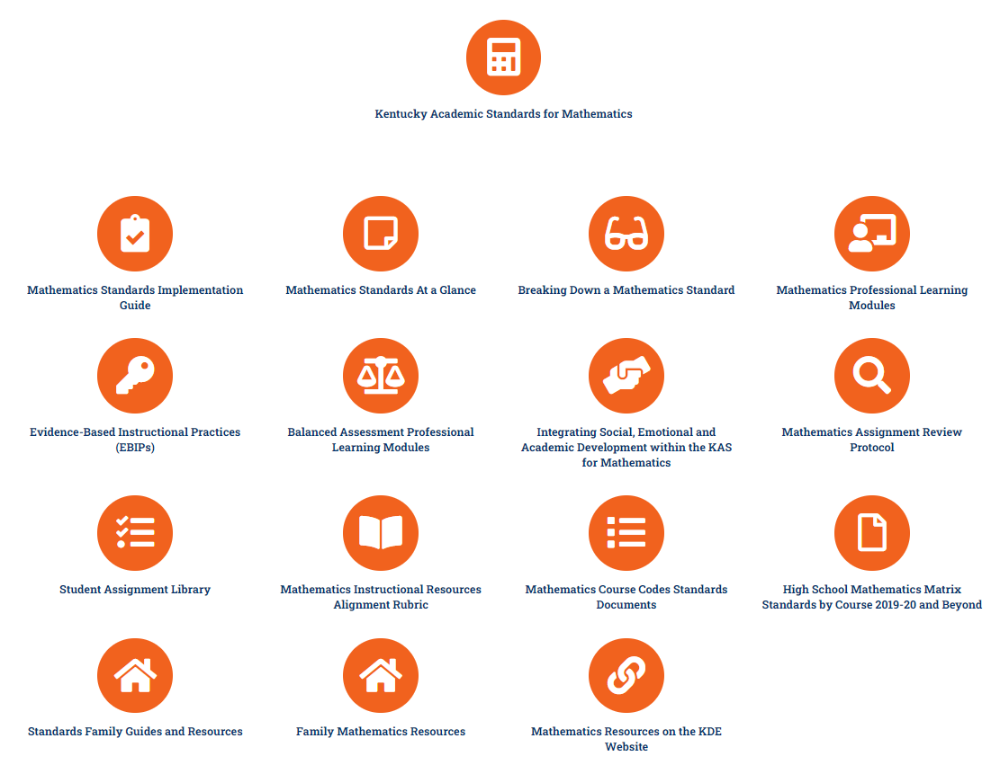 Kentucky Academic Standards for Mathematics
Mathematics Standards Implementation
Guide
Mathematics Standards At a Glance
Breaking Down a Mathematics Standard
Mathematics Professional Learning
Modules
Evidence-Based Instructional Practices
(EBIPs)
Balanced Assessment Professional
Learning Modules
Integrating Social, Emotional and
Academic Development within the KAS
for Mathematics
Mathematics Assignment Review
Protocol
Student Assignment Library
Mathematics Instructional Resources
Alignment Rubric
Mathematics Course Codes Standards
Documents
High School Mathematics Matrix
Standards by Course 2019-20 and Beyond
Standards Family Guides and Resources
Family Mathematics Resources
Mathematics Resources on the KDE
Website